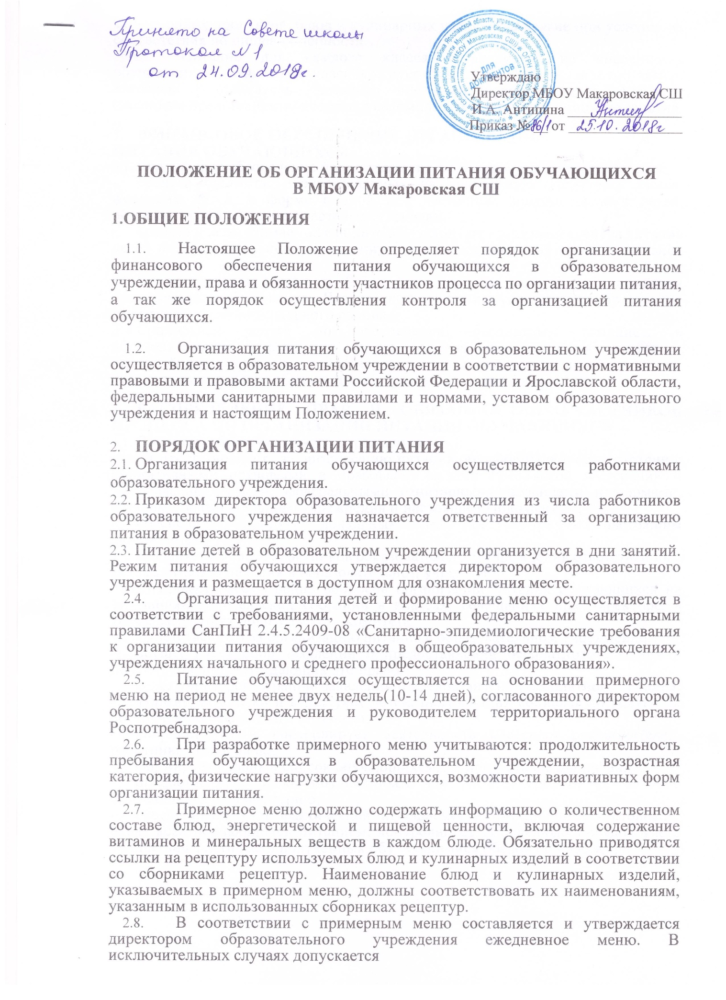 Принято на Совете школы
Протокол №1
от 24.09.2018г.
ДЛЯ
ДОКУМЕНТОВ
Утверждаю
Директор МБОУ Макаровская СШ
И.А. Антипина
Приказ №86/1 от 25.10.2018г
ПОЛОЖЕНИЕ ОБ ОРГАНИЗАЦИИ ПИТАНИЯ ОБУЧАЮЩИХСЯ
В МБОУ Макаровская СШ
1.ОБЩИЕ ПОЛОЖЕНИЯ
1.1. Настоящее Положение определяет порядок организации и
финансового обеспечения питания обучающихся в образовательном
учреждении, права и обязанности участников процесса по организации питания,
а так же порядок осуществления контроля за организацией питания
обучающихся.
1.2. Организация питания обучающихся в образовательном учреждении
осуществляется в образовательном учреждении в соответствии с нормативными
правовыми и правовыми актами Российской Федерации и Ярославской области,
федеральными санитарными правилами и нормами, уставом образовательного
учреждения и настоящим Положением.
2. ПОРЯДОК ОРГАНИЗАЦИИ ПИТАНИЯ
2.1. Организация питания обучающихся осуществляется работниками
образовательного учреждения.
2.2. Приказом директора образовательного учреждения из числа работников
образовательного учреждения назначается ответственный за организацию
питания в образовательном учреждении.
2.3. Питание детей в образовательном учреждении организуется в дни занятий.
Режим питания обучающихся утверждается директором образовательного
учреждения и размещается в доступном для ознакомления месте.
2.4. Организация питания детей и формирование меню осуществляется в
соответствии с требованиями, установленными федеральными санитарными
правилами СанПиН 2.4.5.2409-08 «Санитарно-эпидемиологические требования
к организации питания обучающихся в общеобразовательных учреждениях,
учреждениях начального и среднего профессионального образования».
2.5. Питание обучающихся осуществляется на основании примерного
меню на период не менее двух недель(10-14 дней), согласованного директором
образовательного учреждения и руководителем территориального органа
Роспотребнадзора.
2.6. При разработке примерного меню учитываются: продолжительность
пребывания обучающихся в образовательном учреждении, возрастная
категория, физические нагрузки обучающихся, возможности вариативных форм
организации питания.
2.7. Примерное меню должно содержать информацию о количественном
составе блюд, энергетической и пищевой ценности, включая содержание
витаминов и минеральных веществ в каждом блюде. Обязательно приводятся
ссылки на рецептуру используемых блюд и кулинарных изделий в соответствии
со сборниками рецептур. Наименование блюд и кулинарных изделий,
указываемых в примерном меню, должны соответствовать их наименованиям,
указанным в использованных сборниках рецептур.
2.8. В соответствии с примерным меню составляется и утверждается
директором образовательного учреждения ежедневное меню. В
исключительных случаях допускается